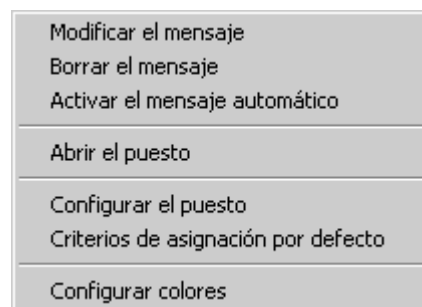 Modificar el mensaje
Borrar el mensaje
Activar el mensaje automático
Abrir el puesto
Configurar el puesto
Criterios de asignación por defecto
Configurar colores